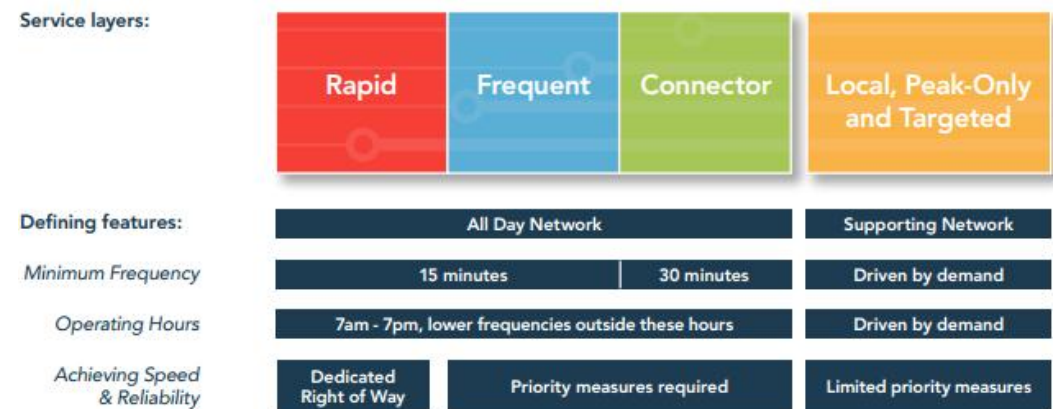 Service layers:
Rapid
Frequent
Connector
Local, Peak-Only
and Targeted
Defining features:
All Day Network
Supporting Network
Minimum Frequency
15 minutes
30 minutes
Driven by demand
Operating Hours
7am - 7pm, lower frequencies outside these hours
Driven by demand
Achieving Speed
& Reliability
Dedicated
Right of Way
Priority measures required
Limited priority measures